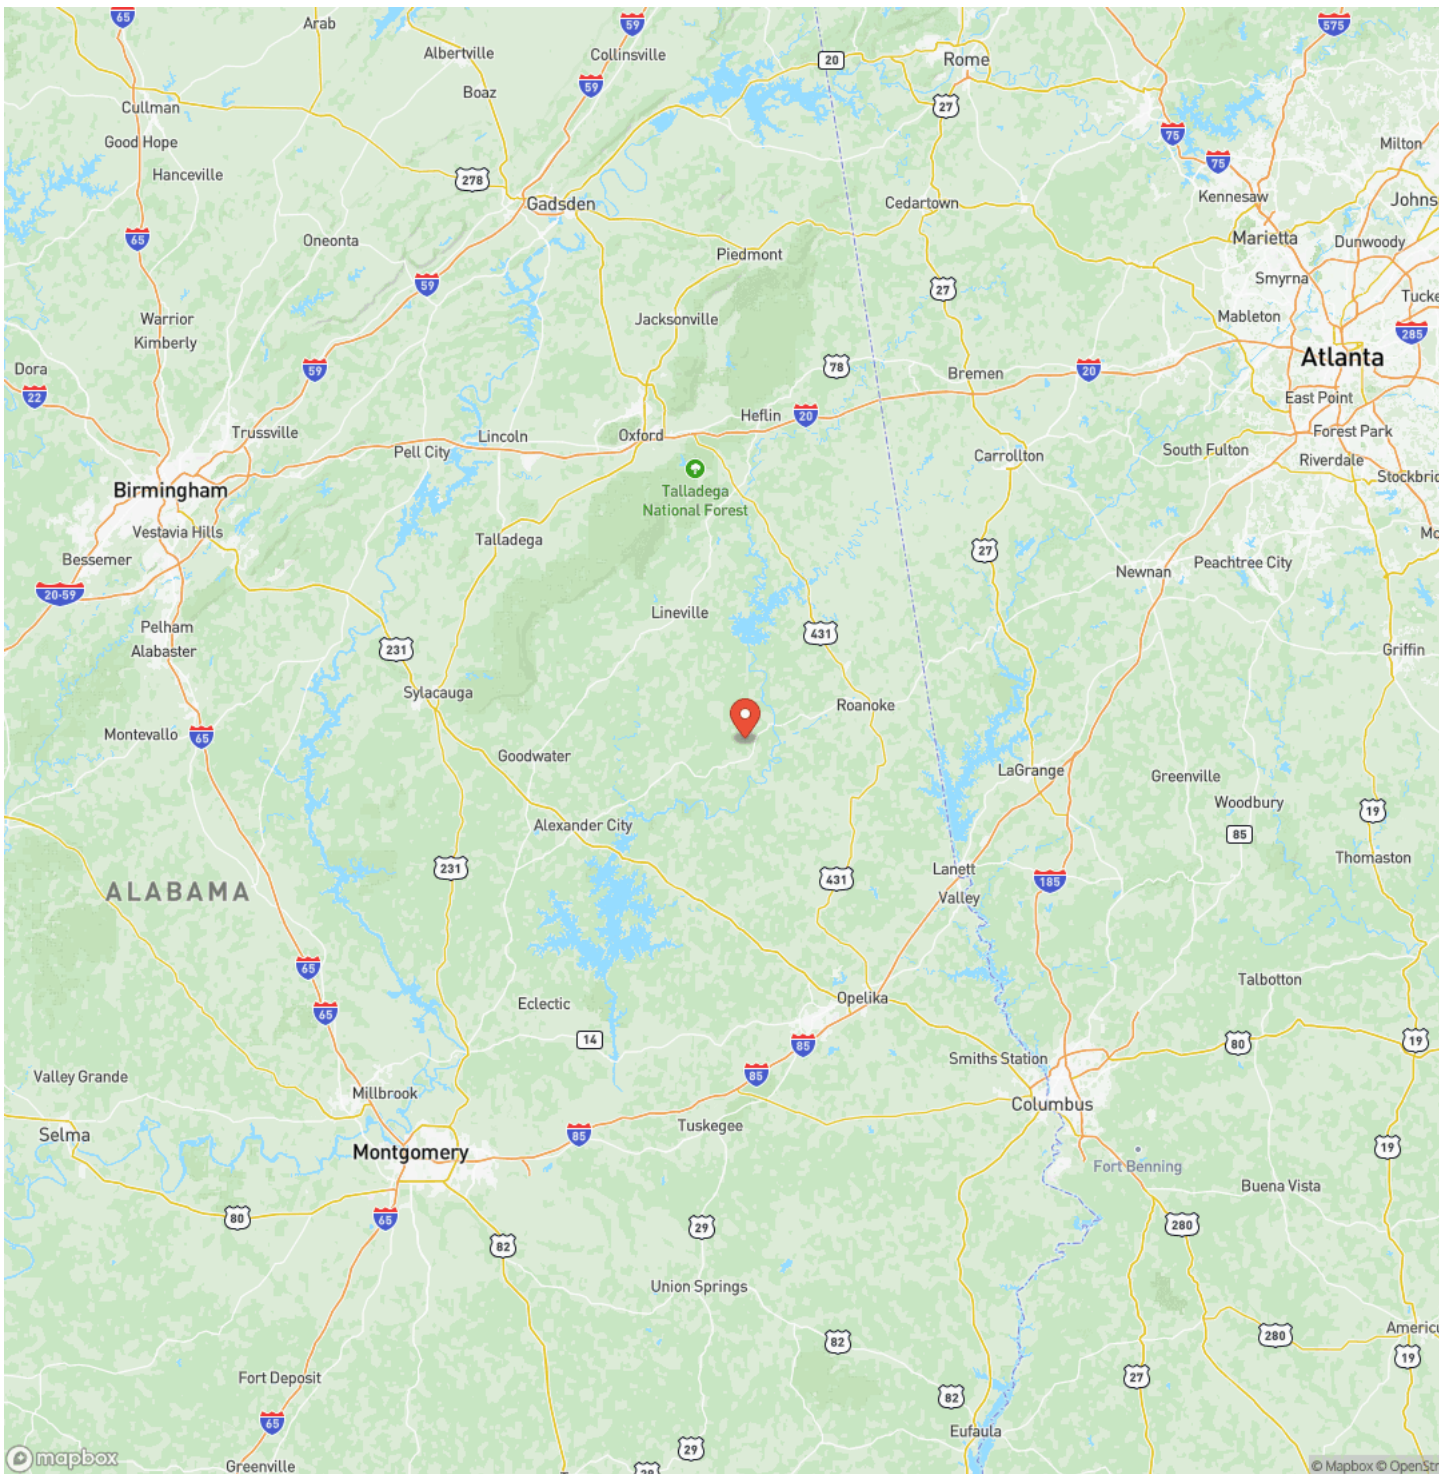 65
Arab
59
575
Albertville
Collinsville
20
Rome
Boaz
59
27
Cullman
75
Good Hope
75
Milton
Hanceville
278
Kennesaw
Gadsden
Cedartown
Johns
65
Oneonta
Marietta
Dunwoody
Piedmont
59
27
Smyrna
Tucke
Warrior
Jacksonville
Mableton
Kimberly
285
Dora
59
78
Bremen
20
Atlanta
22
East Point
Heflin
20
Trussville
Lincoln
Oxford
Forest Park
Pell City
Carrollton
South Fulton
Riverdale
Stockbric
Birmingham
Talladega
National Forest
Vestavia Hills
Talladega
Mc
Bessemer
27
Newnan
Peachtree City
20-59
Lineville
Pelham
431
Alabaster
231
Griffin
Sylacauga
Roanoke
Montevallo
65
Goodwater
LaGrange
Greenville
Woodbury
19
Alexander City
85
Thomaston
231
Lanett
ALABAMA
431
185
Valley
65
Talbotton
Eclectic
Opelika
65
14
85
80
19
Smiths Station
85
Valley Grande
Millbrook
Columbus
Tuskegee
Selma
85
19
Montgomery
Fort Benning
Buena Vista
80
65
29
280
82
Union Springs
Americu
280
82
19
Fort Deposit
27
82
65
Eufaula
29
mapbox
Greenville
29
© Mapbox © OpenStr